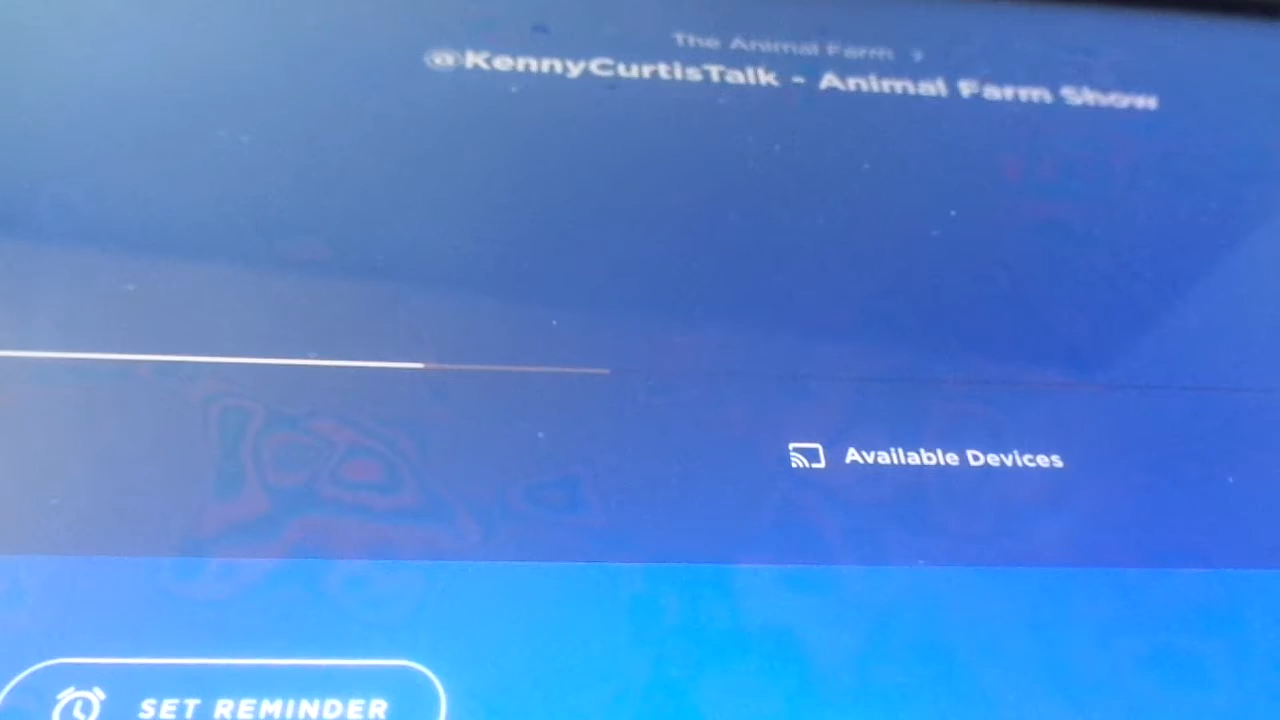 The Animal Farm >
@KennyCurtisTalk - Animal Farm Show
Available Devices
SET REMINDER